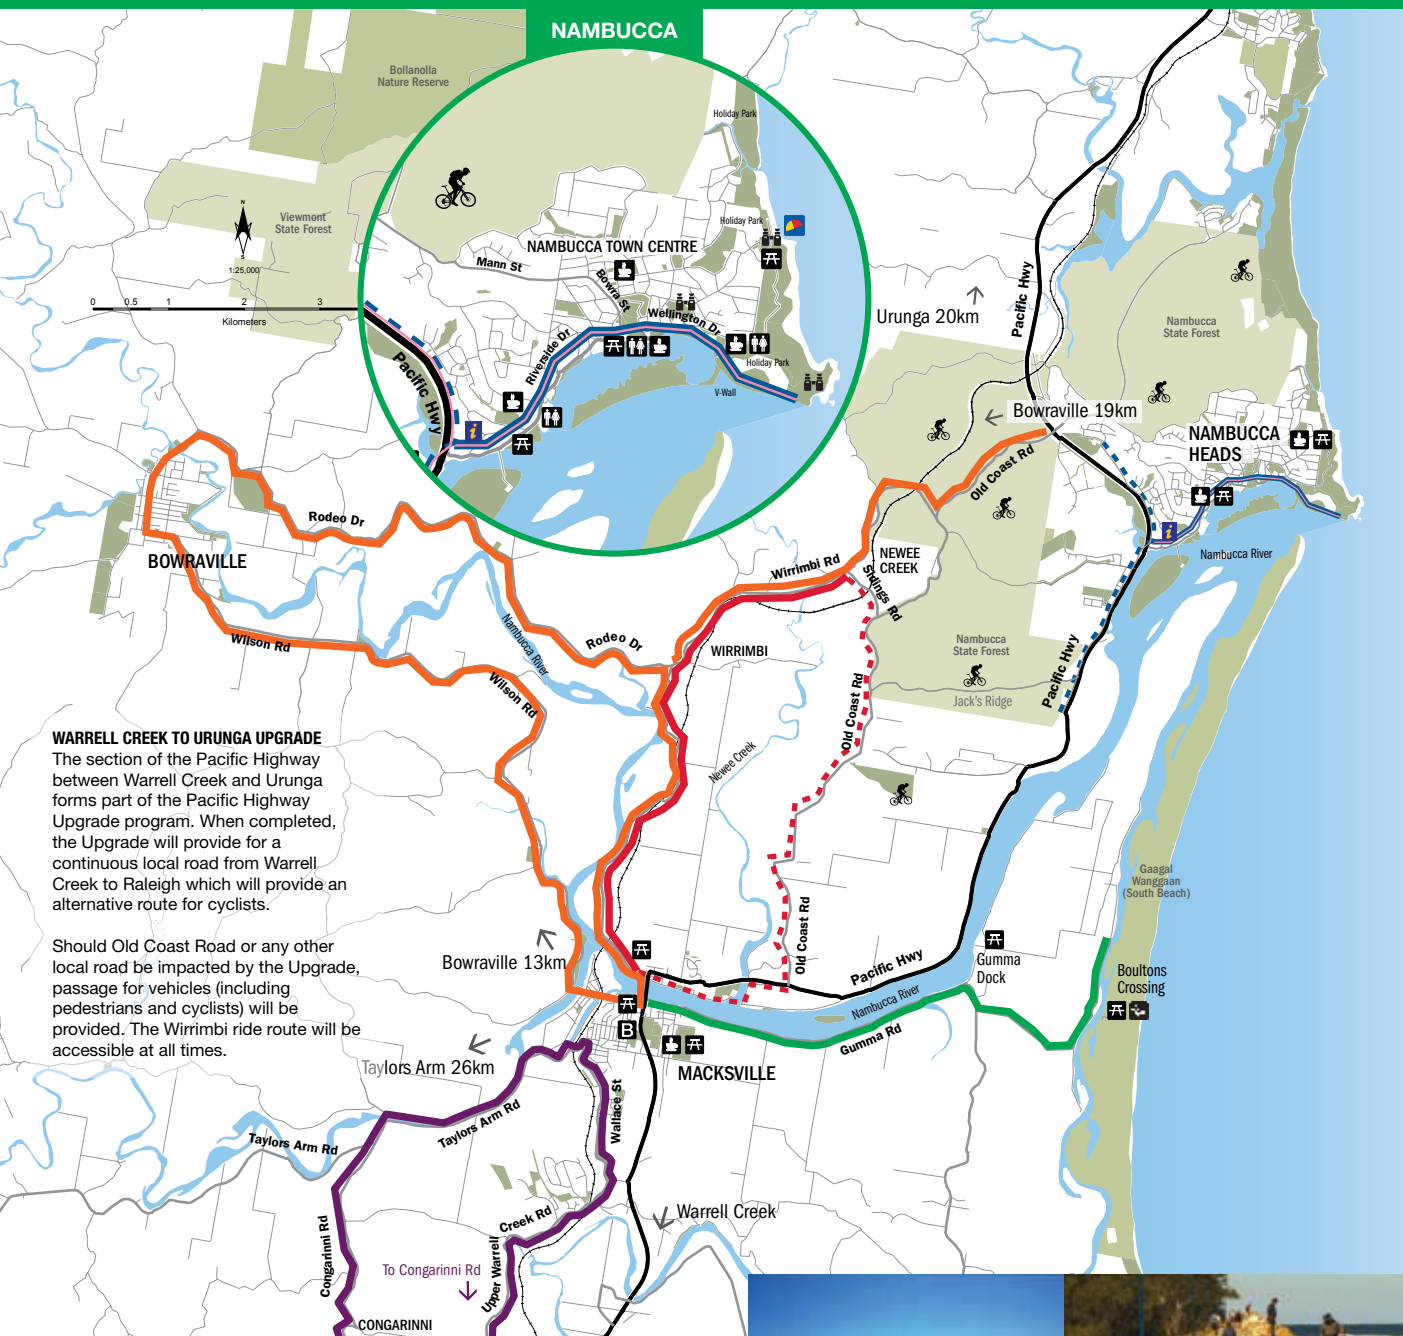 NAMBUCCA
Bollanolla
Nature Reserve
Holiday Park
Viewmont
State Forest
N
S
1:25,000
0 0.5 1 2 3
Kilometers
Holiday Park
NAMBUCCA TOWN CENTRE
Mann St
Bowra St
Wellington Dr
Riverside Dr
Holiday Park
V-Wall
Pacific Hwy
i
Urunga 20km
Pacific Hwy
Nambucca
State Forest
Bowraville 19km
Old Coast Rd
NAMBUCCA
HEADS
i
Nambucca River
Rodeo Dr
BOWRAVILLE
Wilson Rd
Nambucca River
Rodeo Dr
Wilson Rd
Wirrimbi Rd
NEWEE
CREEK
Sidings Rd
WIRRIMBI
Nambucca
State Forest
Jack's Ridge
Pacific Hwy
Old Coast Rd
Newee Creek
WARRELL CREEK TO URUNGA UPGRADE
The section of the Pacific Highway
between Warrell Creek and Urunga
forms part of the Pacific Highway
Upgrade program. When completed,
the Upgrade will provide for a
continuous local road from Warrell
Creek to Raleigh which will provide an
alternative route for cyclists.
Should Old Coast Road or any other
local road be impacted by the Upgrade,
passage for vehicles (including
pedestrians and cyclists) will be
provided. The Wirrimbi ride route will be
accessible at all times.
Gaagal
Wanggaan
(South Beach)
Old Coast Rd
Bowraville 13km
Pacific Hwy
Gumma
Dock
Boultons
Crossing
Nambucca River
Gumma Rd
B
Taylors Arm 26km
MACKSVILLE
Wallace St
Taylors Arm Rd
Taylors Arm Rd
Warrell Creek
Creek Rd
Upper Warrell
Congarinni Rd
To Congarinni Rd
CONGARINNI